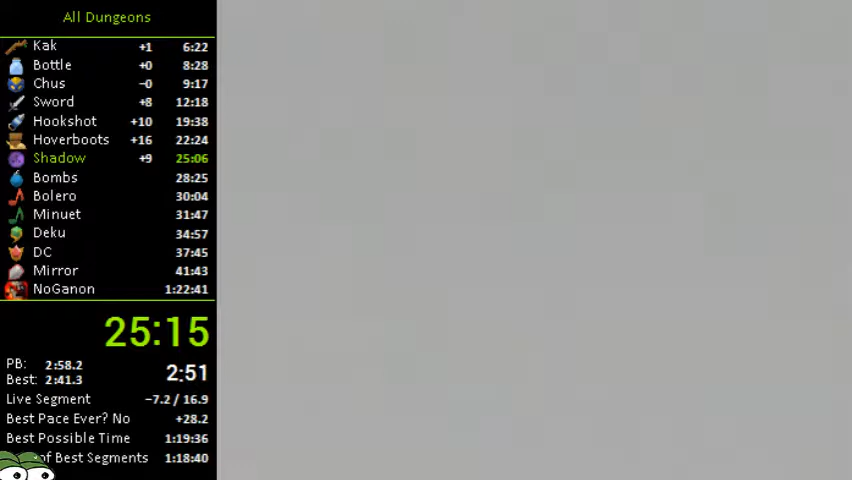 All Dungeons
Kak +1 6:22
Bottle +0 8:28
Chus −0 9:17
Sword +8 12:18
Hookshot +10 19:38
Hoverboots +16 22:24
Shadow +9 25:06
Bombs 28:25
Bolero 30:04
Minuet 31:47
Deku 34:57
DC 37:45
Mirror 41:43
NoGanon 1:22:41
25:15
PB: 2:58.2
Best: 2:41.3 2:51
Live Segment −7.2 / 16.9
Best Pace Ever? No +28.2
Best Possible Time 1:19:36
of Best Segments 1:18:40